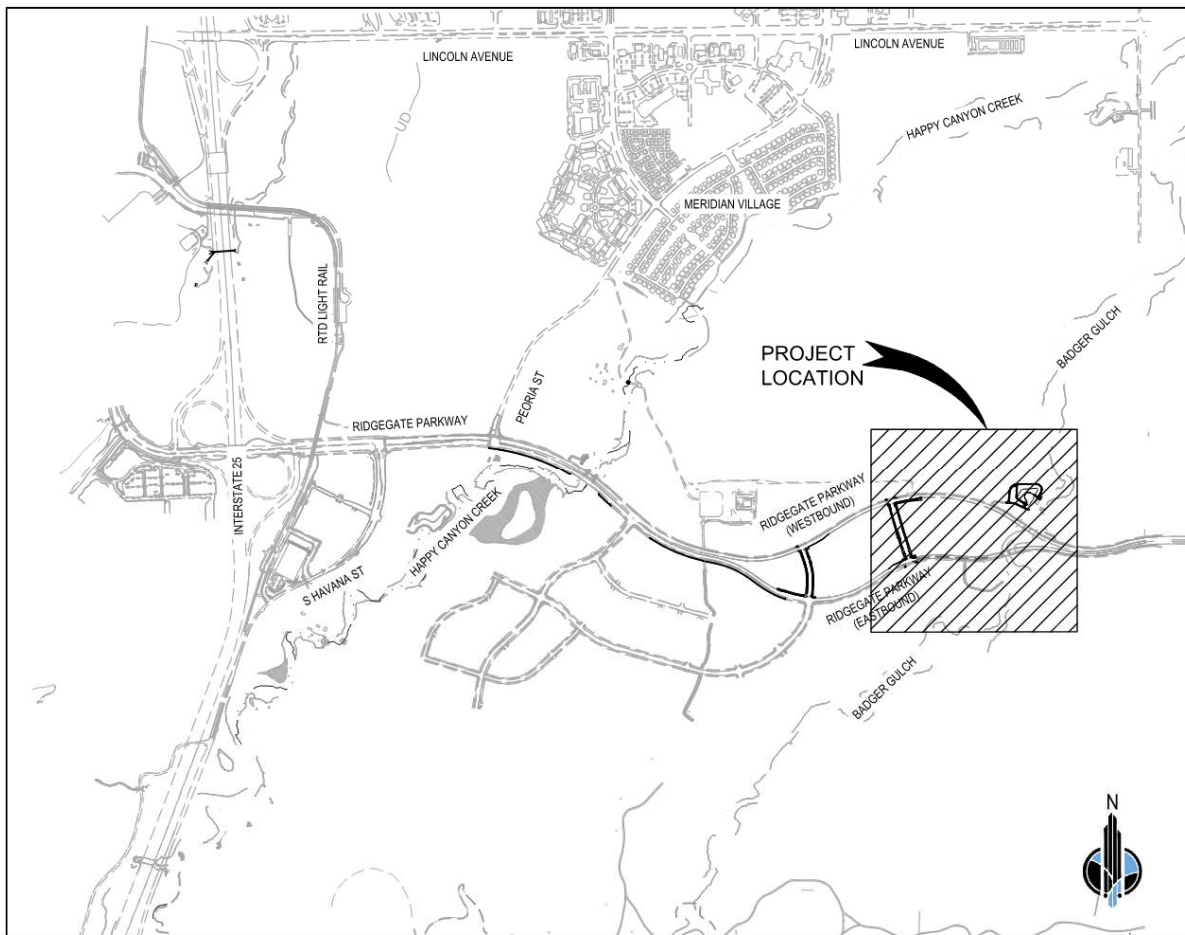 LINCOLN AVENUE
LINCOLN AVENUE
UD
HAPPY CANYON CREEK
MERIDIAN VILLAGE
RTD LIGHT RAIL
BADGER GULCH
PROJECT
LOCATION
PEORIA ST
RIDGEGATE PARKWAY
INTERSTATE 25
RIDGEGATE PARKWAY
(WESTBOUND)
HAPPY CANYON CREEK
S HAVANA ST
RIDGEGATE PARKWAY
(EASTBOUND)
BADGER GULCH
N